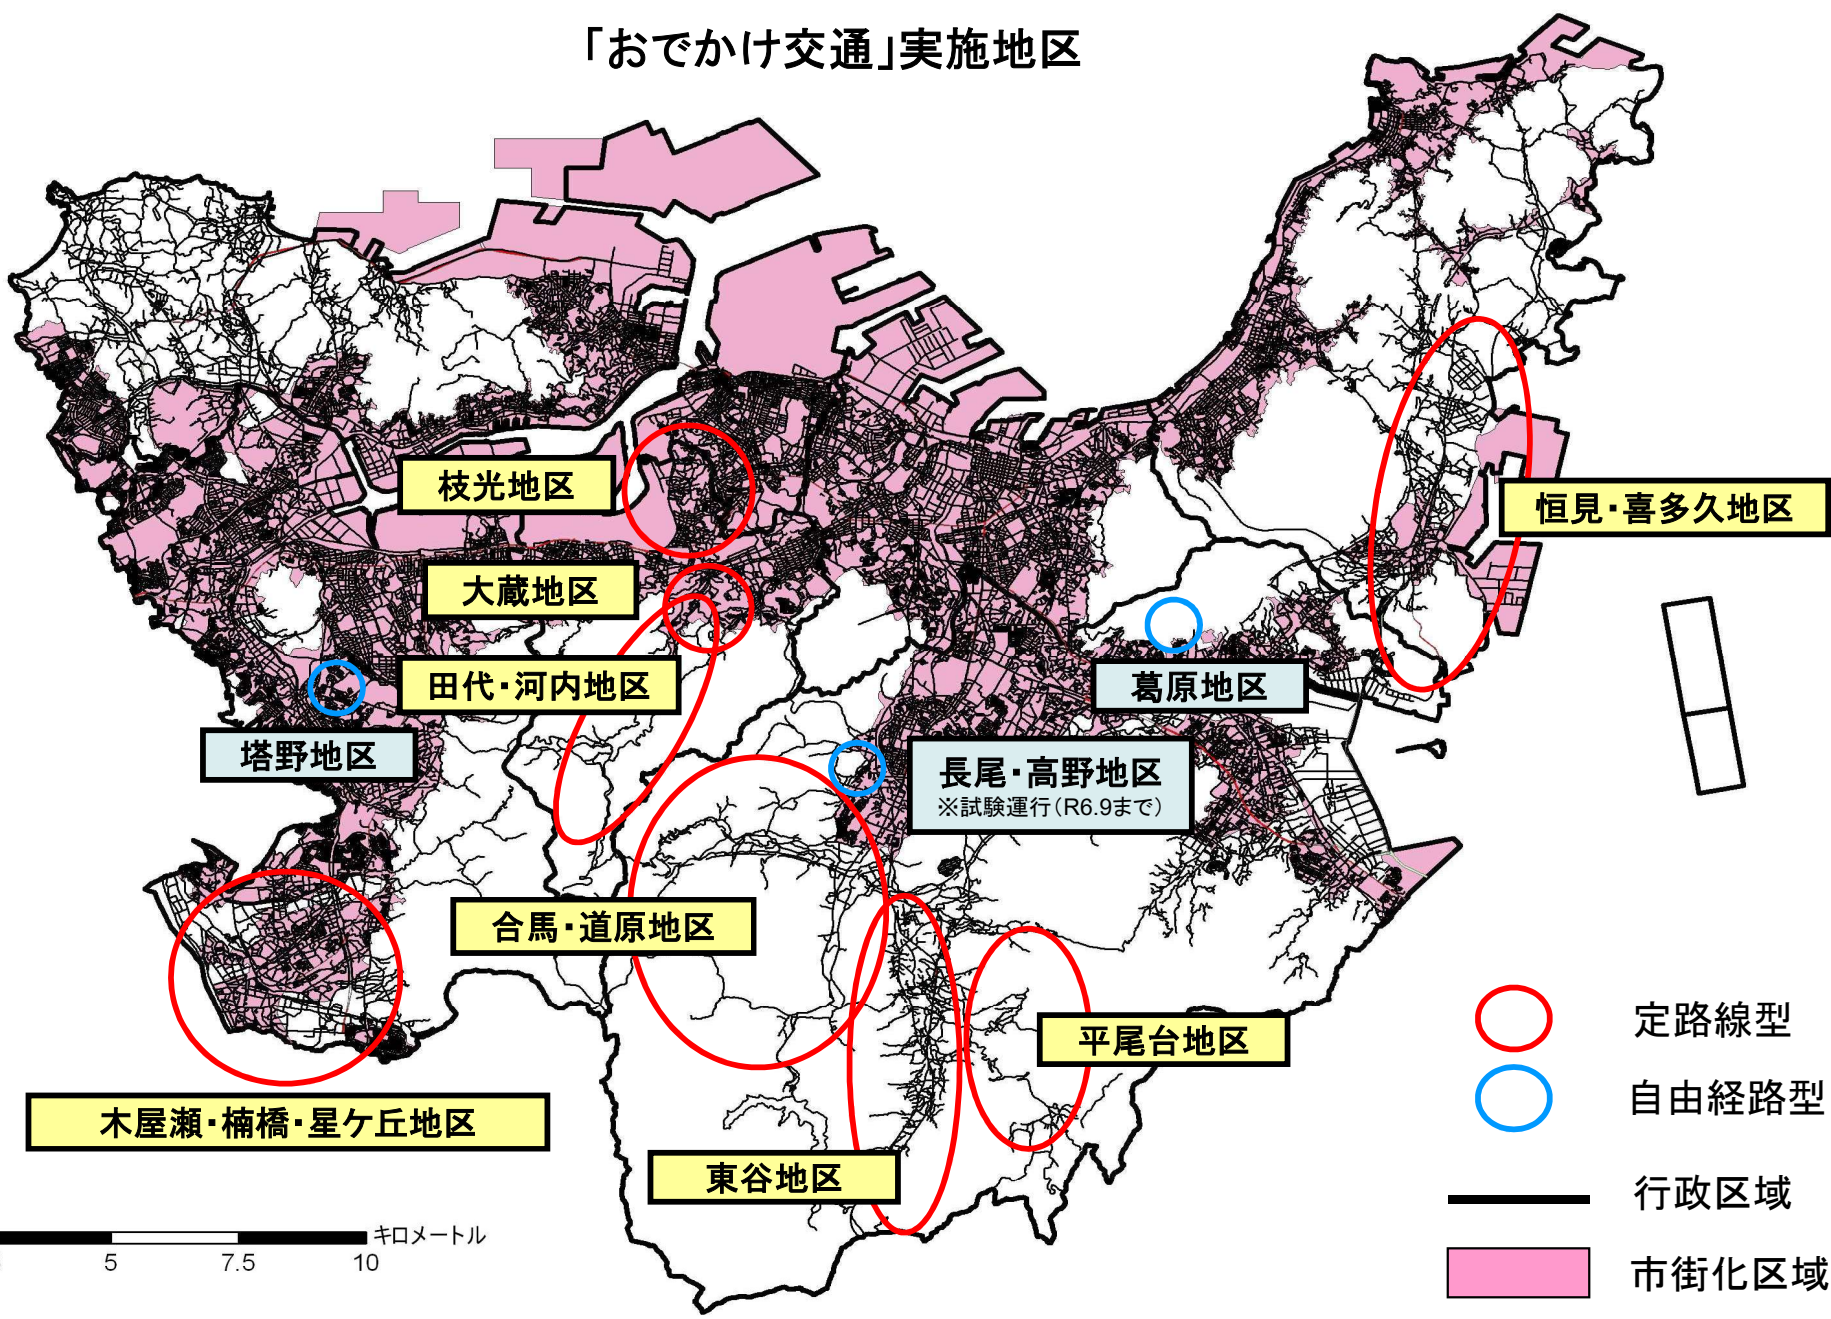 「おでかけ交通」実施地区
枝光地区
恒見・喜多久地区
大蔵地区
田代・河内地区
葛原地区
塔野地区
長尾・高野地区
※試験運行（R6.9まで）
合馬・道原地区
平尾台地区
木屋瀬・楠橋・星ケ丘地区
東谷地区
定路線型
自由経路型
行政区域
市街化区域
キロメートル
5 7.5 10